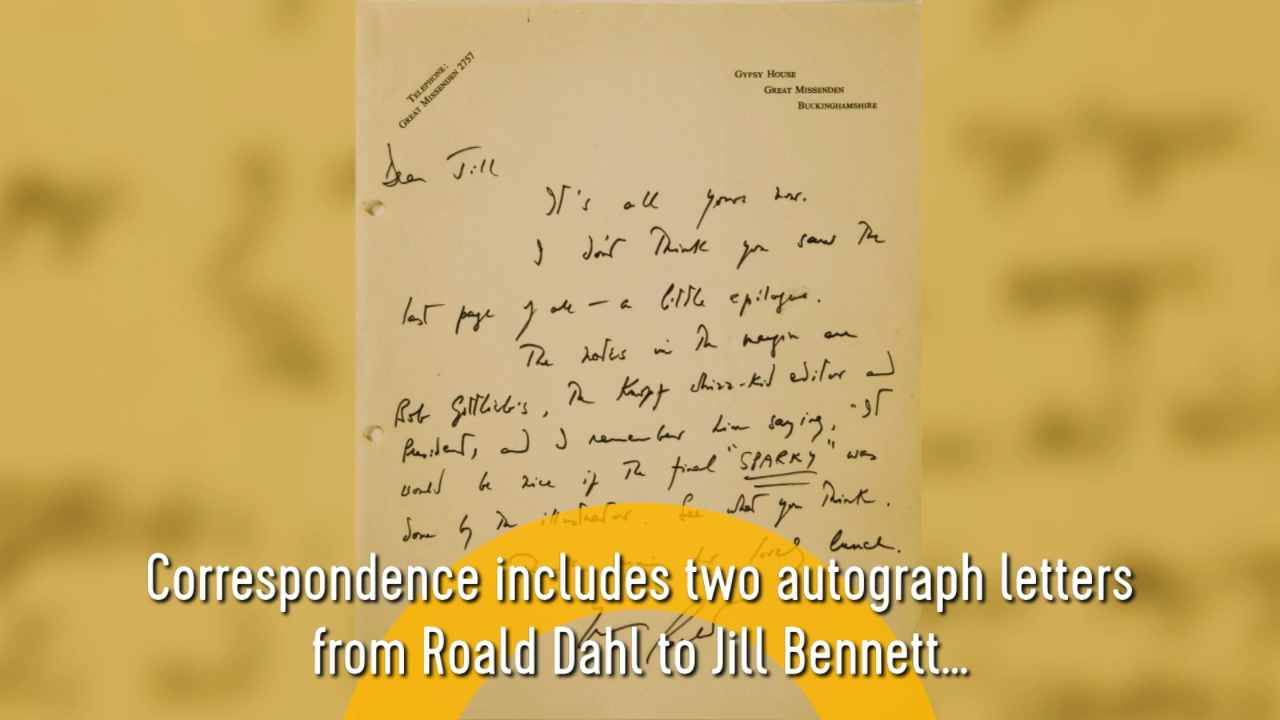 TELEPHONE:
GREAT MISSENDEN 2757
GYPSY HOUSE
GREAT MISSENDEN
BUCKINGHAMSHIRE
Dear Jill
It's all yours now.
I don't Think you saw The
last page of all — a little epilogue.
The notes in The margin are
Bob Gottlieb's, The Knopf whizz-kid editor and
President, and I remember him saying, "It
would be nice if The final "SPARKY" was
done by The illustrator. See what you Think.
lovely lunch.
Correspondence includes two autograph letters
from Roald Dahl to Jill Bennett...